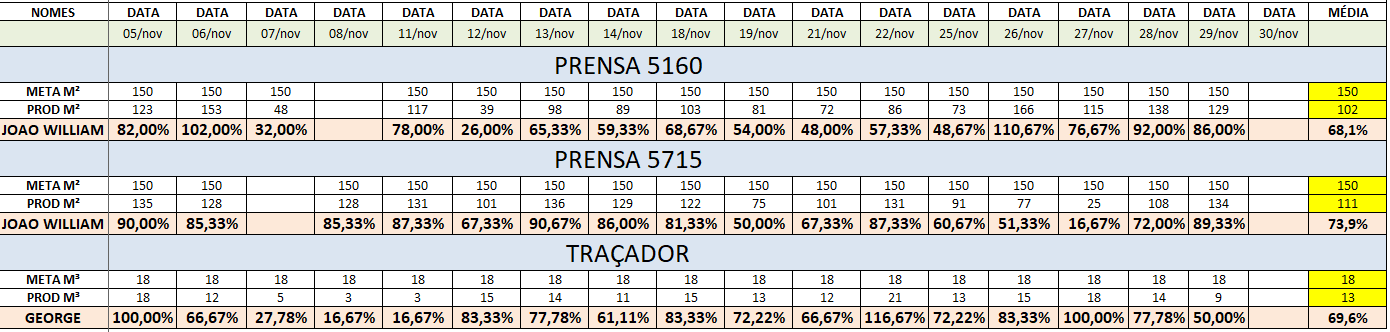 NOMES DATA DATA DATA DATA DATA DATA DATA DATA DATA DATA DATA DATA DATA DATA DATA DATA DATA DATA MÉDIA
05/nov 06/nov 07/nov 08/nov 11/nov 12/nov 13/nov 14/nov 18/nov 19/nov 21/nov 22/nov 25/nov 26/nov 27/nov 28/nov 29/nov 30/nov
PRENSA 5160
META M² 150 150 150 150 150 150 150 150 150 150 150 150 150 150 150 150 150
PROD M² 123 153 48 117 39 98 89 103 81 72 86 73 166 115 138 129 102
JOAO WILLIAM 82,00% 102,00% 32,00% 78,00% 26,00% 65,33% 59,33% 68,67% 54,00% 48,00% 57,33% 48,67% 110,67% 76,67% 92,00% 86,00% 68,1%
PRENSA 5715
META M² 150 150 150 150 150 150 150 150 150 150 150 150 150 150 150 150 150
PROD M² 135 128 128 131 101 136 129 122 75 101 131 91 77 25 108 134 111
JOAO WILLIAM 90,00% 85,33% 85,33% 87,33% 67,33% 90,67% 86,00% 81,33% 50,00% 67,33% 87,33% 60,67% 51,33% 16,67% 72,00% 89,33% 73,9%
TRAÇADOR
META M³ 18 18 18 18 18 18 18 18 18 18 18 18 18 18 18 18 18 18
PROD M³ 18 12 5 3 3 15 14 11 15 13 12 21 13 15 18 14 9 13
GEORGE 100,00% 66,67% 27,78% 16,67% 16,67% 83,33% 77,78% 61,11% 83,33% 72,22% 66,67% 116,67% 72,22% 83,33% 100,00% 77,78% 50,00% 69,6%